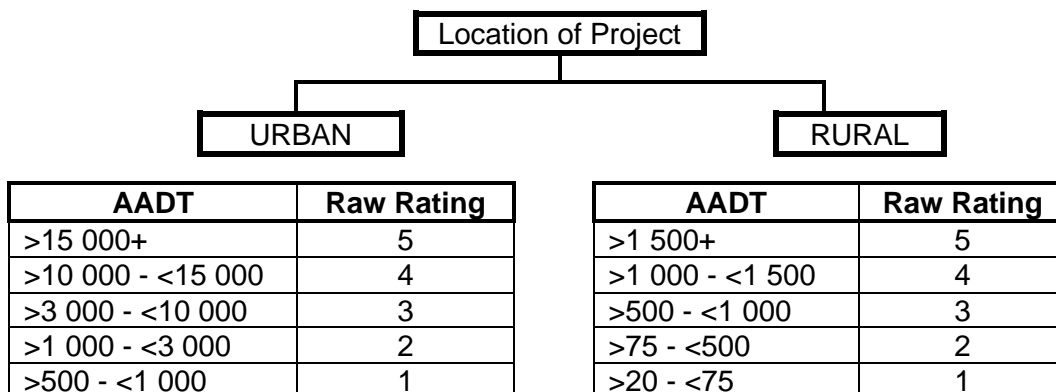 Location of Project
URBAN
RURAL
AADT Raw Rating
>15 000+ 5
>10 000 - <15 000 4
>3 000 - <10 000 3
>1 000 - <3 000 2
>500 - <1 000 1
AADT Raw Rating
>1 500+ 5
>1 000 - <1 500 4
>500 - <1 000 3
>75 - <500 2
>20 - <75 1